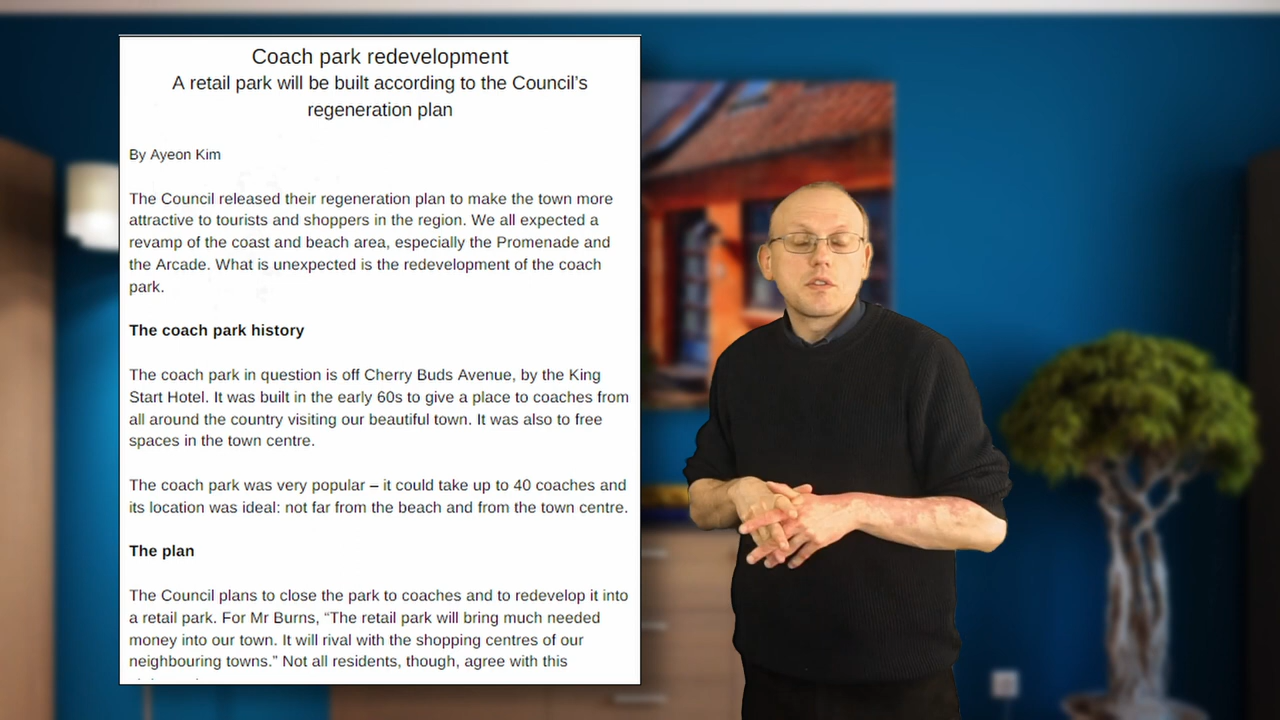 Coach park redevelopment
A retail park will be built according to the Council's
regeneration plan
By Ayeon Kim
The Council released their regeneration plan to make the town more
attractive to tourists and shoppers in the region. We all expected a
revamp of the coast and beach area, especially the Promenade and
the Arcade. What is unexpected is the redevelopment of the coach
park.
The coach park history
The coach park in question is off Cherry Buds Avenue, by the King
Start Hotel. It was built in the early 60s to give a place to coaches from
all around the country visiting our beautiful town. It was also to free
spaces in the town centre.
The coach park was very popular – it could take up to 40 coaches and
its location was ideal: not far from the beach and from the town centre.
The plan
The Council plans to close the park to coaches and to redevelop it into
a retail park. For Mr Burns, “The retail park will bring much needed
money into our town. It will rival with the shopping centres of our
neighbouring towns.” Not all residents, though, agree with this